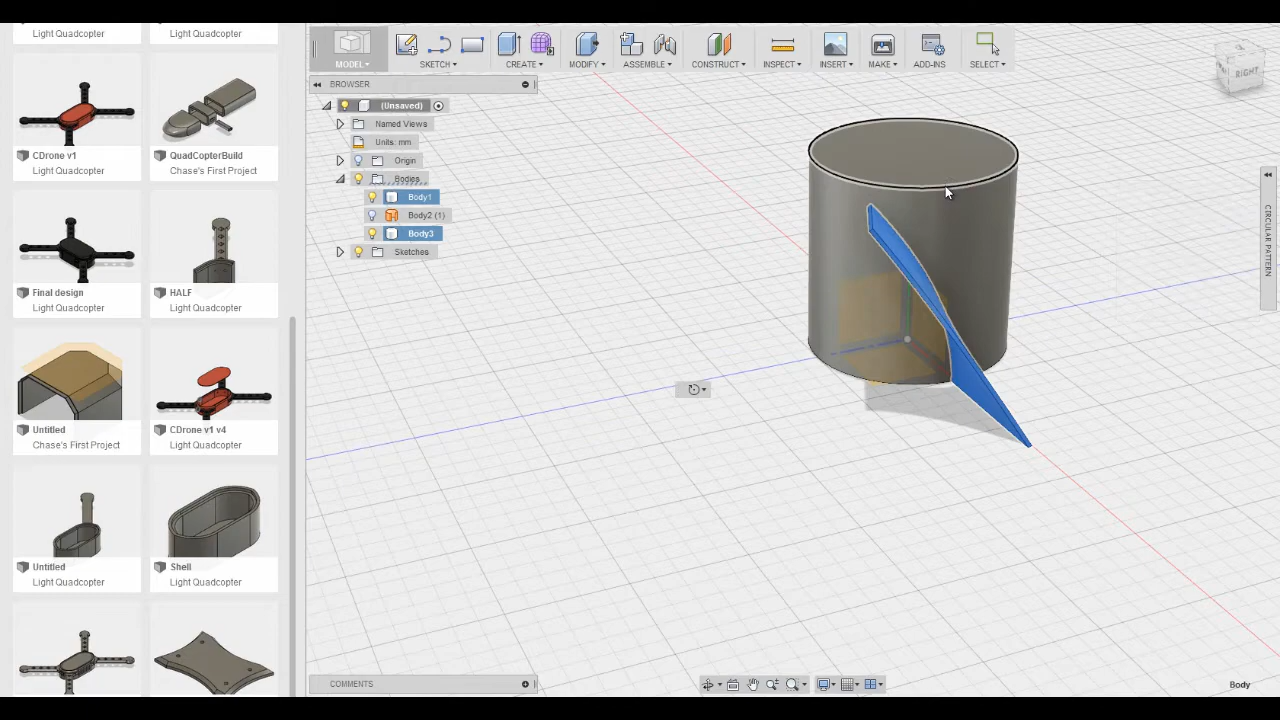 Light Quadcopter
Light Quadcopter
CDrone v1
Light Quadcopter
QuadCopterBuild
Chase's First Project
Final design
Light Quadcopter
HALF
Light Quadcopter
Untitled
Chase's First Project
CDrone v1 v4
Light Quadcopter
Untitled
Light Quadcopter
Shell
Light Quadcopter
MODEL
SKETCH
CREATE
MODIFY
ASSEMBLE
CONSTRUCT
INSPECT
INSERT
MAKE
ADD-INS
SELECT
BROWSER
(Unsaved)
Named Views
Units: mm
Origin
Bodies
Body1
Body2 (1)
Body3
Sketches
RIGHT
CIRCULAR PATTERN
COMMENTS
Body